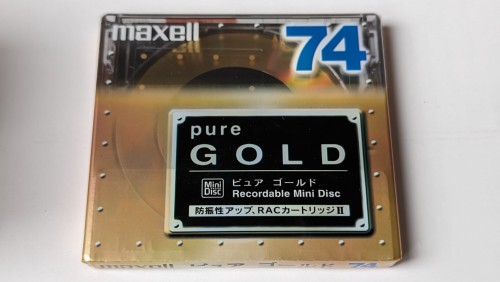 maxell 74
pure
GOLD
Mini Disc ピュア ゴールド
Recordable Mini Disc
防振性アップ、RACカートリッジII
maxell ピュア ゴールド 74